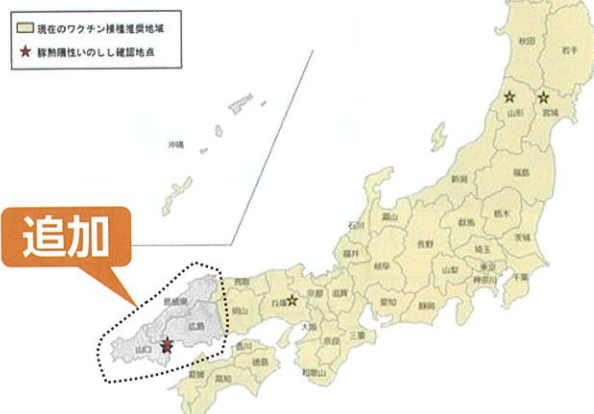 現在のワクチン接種推奨地域
豚熱陽性いのしし確認地点
秋田
岩手
山形
宮城
沖縄
福島
新潟
石川
富山
群馬
栃木
茨城
福井
長野
埼玉
岐阜
山梨
東京
千葉
神奈川
追加
鳥取
島根県
兵庫
京都
滋賀
愛知
静岡
岡山
広島
大阪
三重
山口
香川
奈良
徳島
和歌山
愛媛
高知